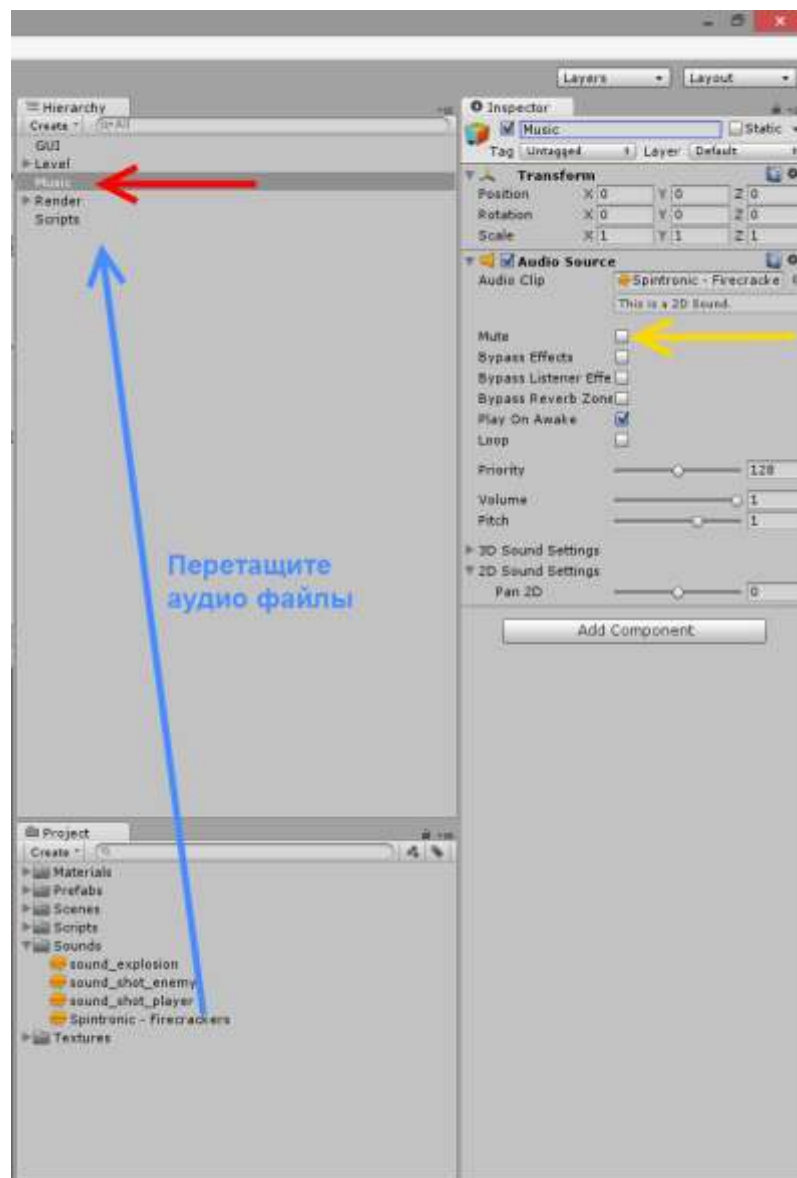 Layers Layout
Hierarchy
Create All
GUI
Level
Music
Render
Scripts
Inspector
Music Static
Tag Untagged Layer Default
Transform
Position X 0 Y 0 Z 0
Rotation X 0 Y 0 Z 0
Scale X 1 Y 1 Z 1
Audio Source
Audio Clip Spintronic - Firecracke
This is a 2D Sound.
Mute
Bypass Effects
Bypass Listener Effe
Bypass Reverb Zone
Play On Awake
Loop
Priority 128
Volume 1
Pitch 1
3D Sound Settings
2D Sound Settings
Pan 2D 0
Add Component
Перетащите
аудио файлы
Project
Create
Materials
Prefabs
Scenes
Scripts
Sounds
sound_explosion
sound_shot_enemy
sound_shot_player
Spintronic - Firecrackers
Textures